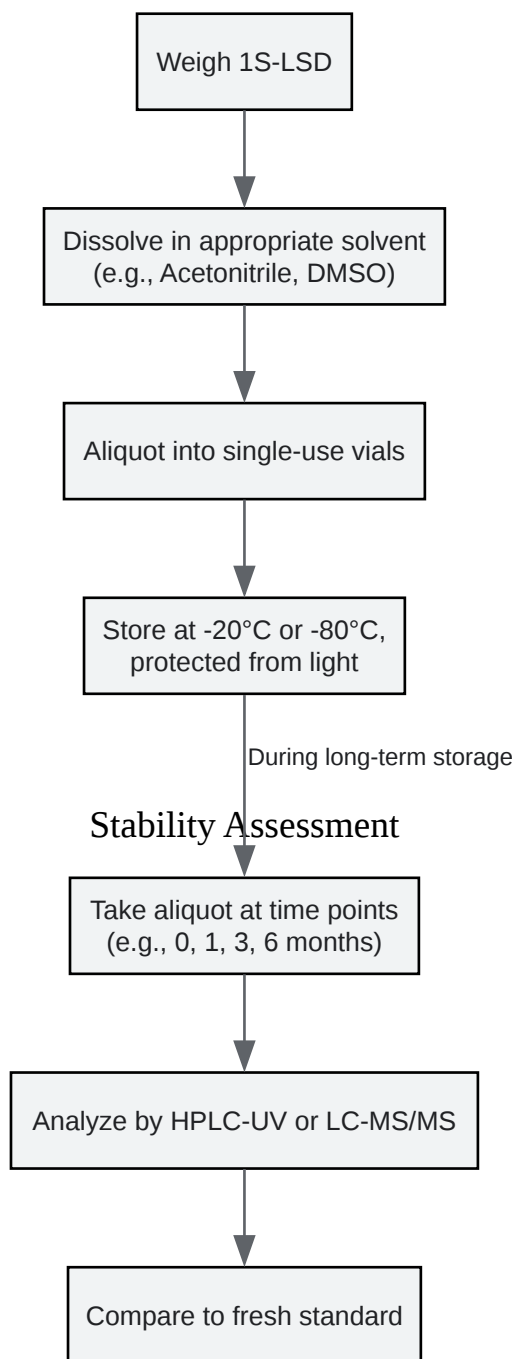 Weigh 1S-LSD
Dissolve in appropriate solvent
(e.g., Acetonitrile, DMSO)
Aliquot into single-use vials
Store at -20°C or -80°C,
protected from light
During long-term storage
Stability Assessment
Take aliquot at time points
(e.g., 0, 1, 3, 6 months)
Analyze by HPLC-UV or LC-MS/MS
Compare to fresh standard